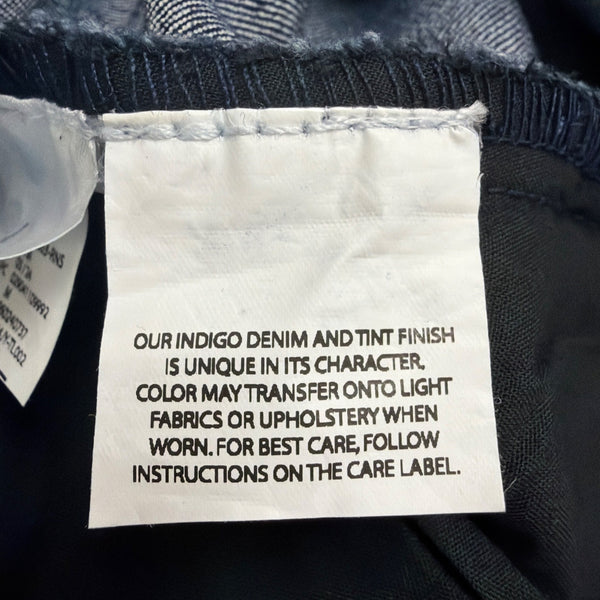 OUR INDIGO DENIM AND TINT FINISH
IS UNIQUE IN ITS CHARACTER.
COLOR MAY TRANSFER ONTO LIGHT
FABRICS OR UPHOLSTERY WHEN
WORN. FOR BEST CARE, FOLLOW
INSTRUCTIONS ON THE CARE LABEL.